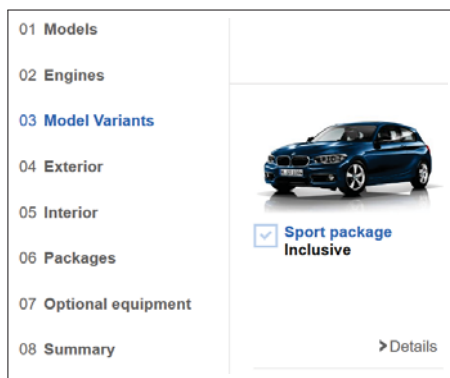 01 Models
02 Engines
03 Model Variants
04 Exterior
05 Interior
06 Packages
07 Optional equipment
08 Summary
Sport package
Inclusive
>Details